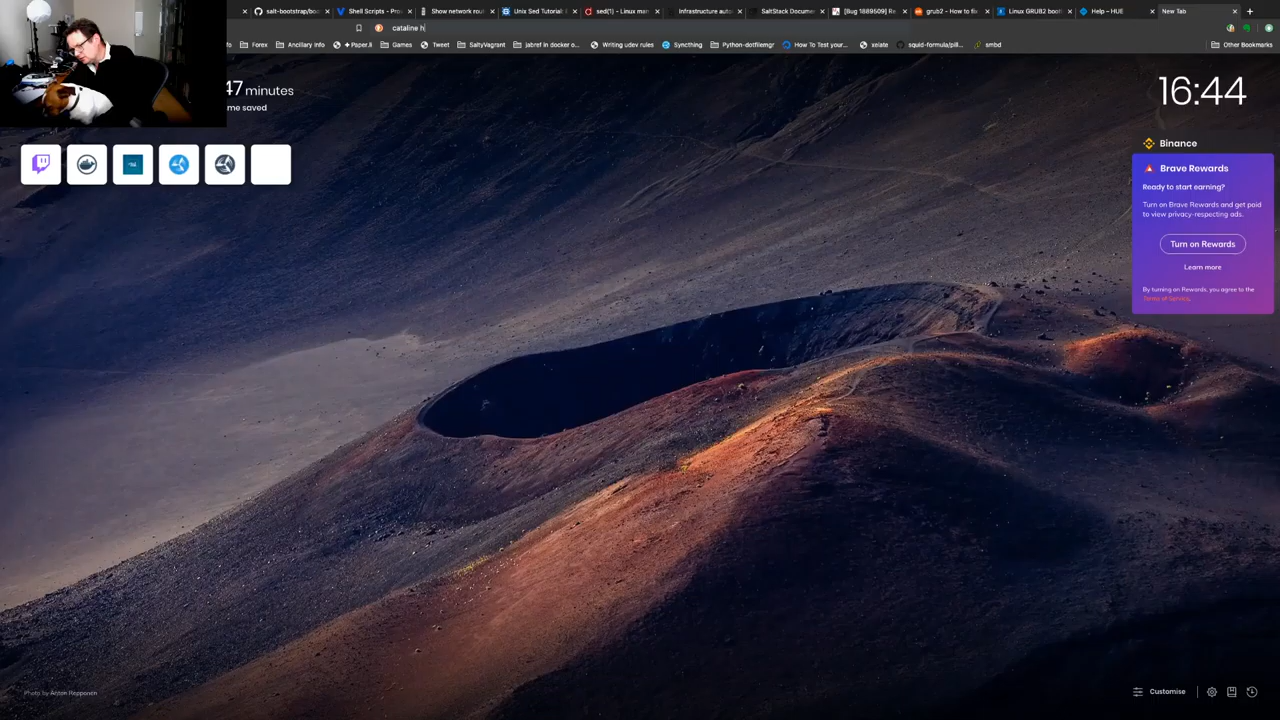 salt-bootstrap/boo
Shell Scripts - Pro
Show network rout
Unix Sed Tutorial:
sed(1) - Linux man
Infrastructure auto
SaltStack Docume
[Bug 1889509] Re
grub2 - How to fix
Linux GRUB2 boot
Help – HUE
New Tab
cataline h
Forex
Ancillary info
+Paper.li
Games
Tweet
SaltyVagrant
jabref in docker o...
Writing udev rules
Syncthing
Python-dotfilemgr
How To Test your...
xelate
squid-formula/pill...
smbd
Other Bookmarks
47 minutes
me saved
16:44
Binance
Brave Rewards
Ready to start earning?
Turn on Brave Rewards and get paid
to view privacy-respecting ads.
Turn on Rewards
Learn more
By turning on Rewards, you agree to the
Terms of Service.
Photo by Anton Repponen
Customise